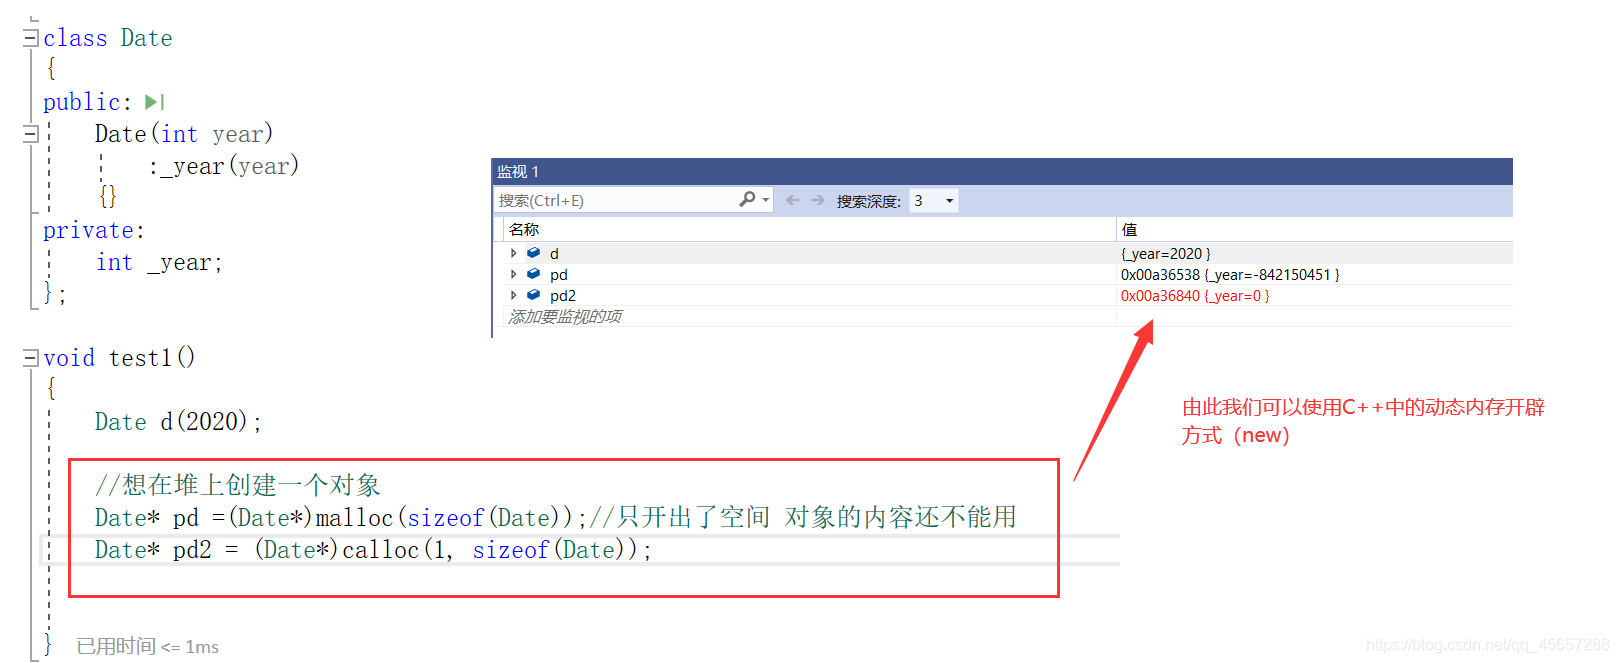 class Date
{
public:
Date(int year)
:_year(year)
{}
private:
int _year;
};
void test1()
{
Date d(2020);
//想在堆上创建一个对象
Date* pd =(Date*)malloc(sizeof(Date));//只开出了空间 对象的内容还不能用
Date* pd2 = (Date*)calloc(1, sizeof(Date));
} 已用时间 <= 1ms
监视 1
搜索(Ctrl+E) 搜索深度: 3
名称 值
d {_year=2020 }
pd 0x00a36538 {_year=-842150451 }
pd2 0x00a36840 {_year=0 }
添加要监视的项
由此我们可以使用C++中的动态内存开辟
方式（new）
https://blog.csdn.net/qq_45657288